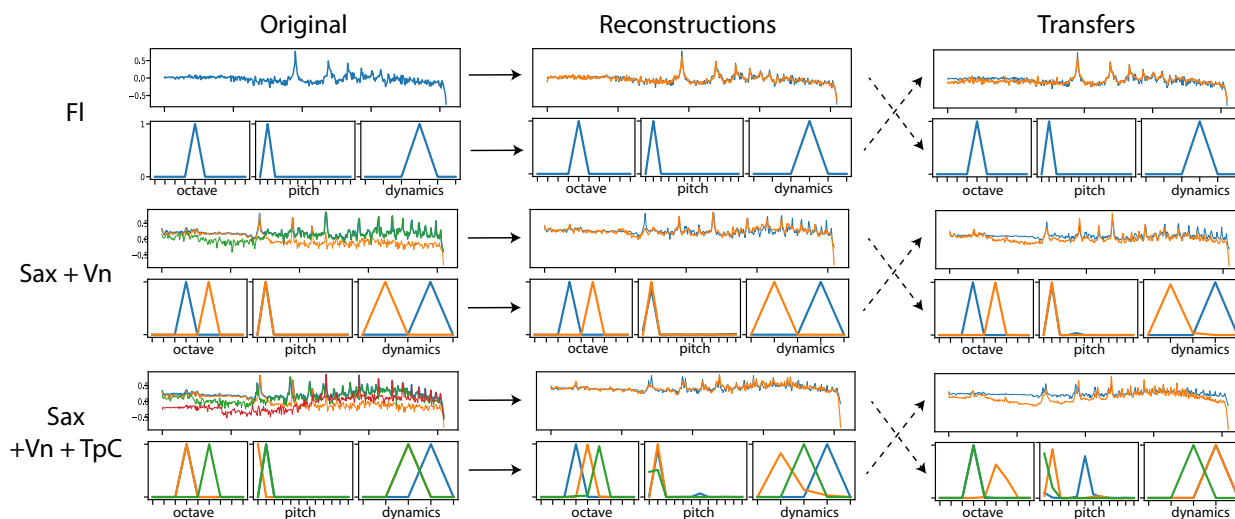 Original Reconstructions Transfers
Fl
0.5
0.0
−0.5
1
0
octave pitch dynamics octave pitch dynamics octave pitch dynamics
Sax + Vn
0.5
0.0
−0.5
octave pitch dynamics octave pitch dynamics octave pitch dynamics
Sax
+Vn + TpC
0.5
0.0
−0.5
octave pitch dynamics octave pitch dynamics octave pitch dynamics